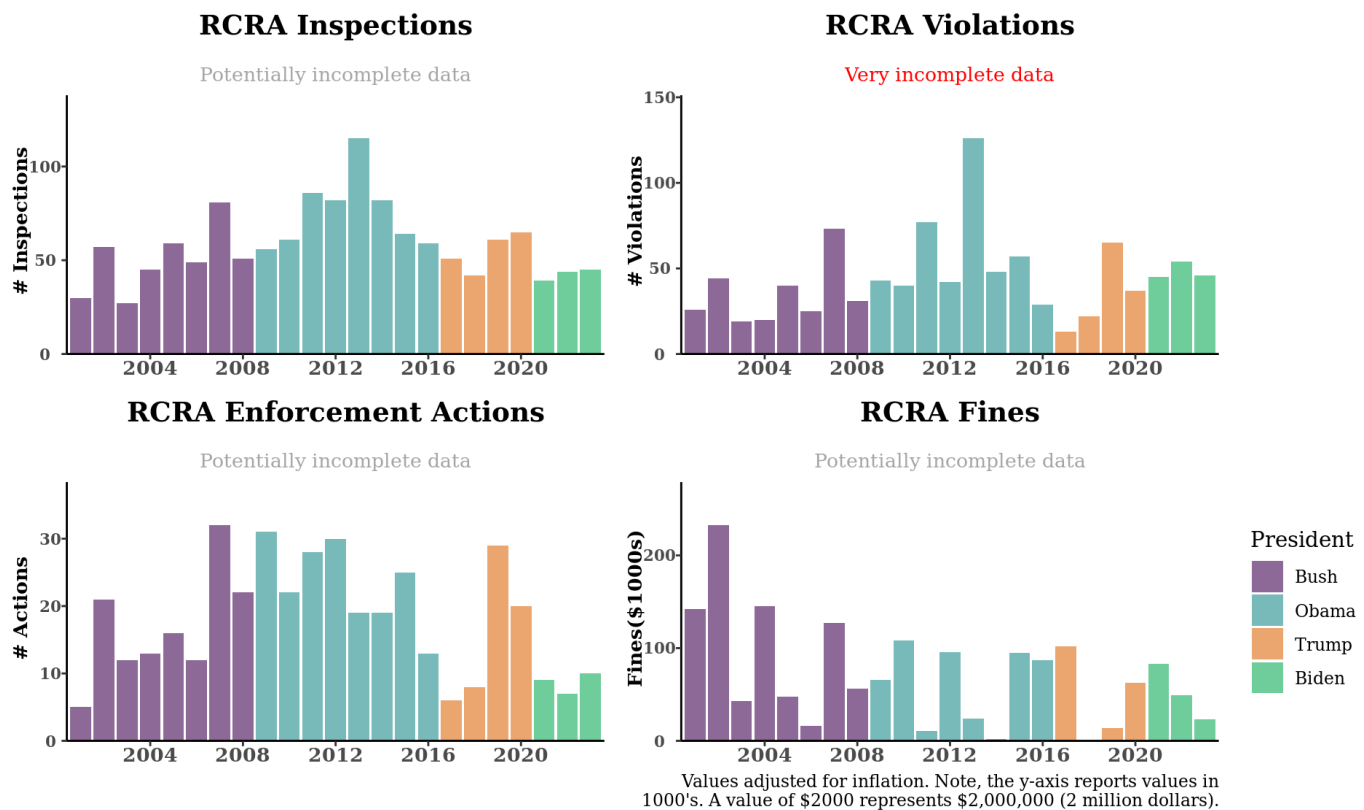 RCRA Inspections
Potentially incomplete data
# Inspections
100
50
0
2004 2008 2012 2016 2020
RCRA Violations
Very incomplete data
# Violations
150
100
50
0
2004 2008 2012 2016 2020
RCRA Enforcement Actions
Potentially incomplete data
# Actions
30
20
10
0
2004 2008 2012 2016 2020
RCRA Fines
Potentially incomplete data
Fines($1000s)
200
100
0
2004 2008 2012 2016 2020
President
Bush
Obama
Trump
Biden
Values adjusted for inflation. Note, the y-axis reports values in
1000's. A value of $2000 represents $2,000,000 (2 million dollars).